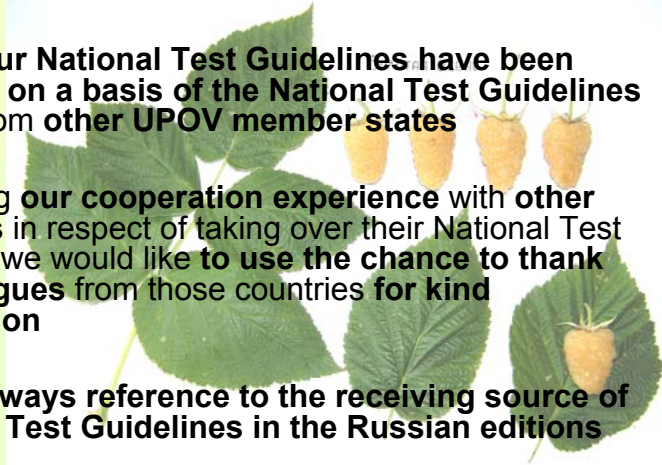 ur National Test Guidelines have been
on a basis of the National Test Guidelines
om other UPOV member states
g our cooperation experience with other
s in respect of taking over their National Test
we would like to use the chance to thank
gues from those countries for kind
on
ways reference to the receiving source of
Test Guidelines in the Russian editions